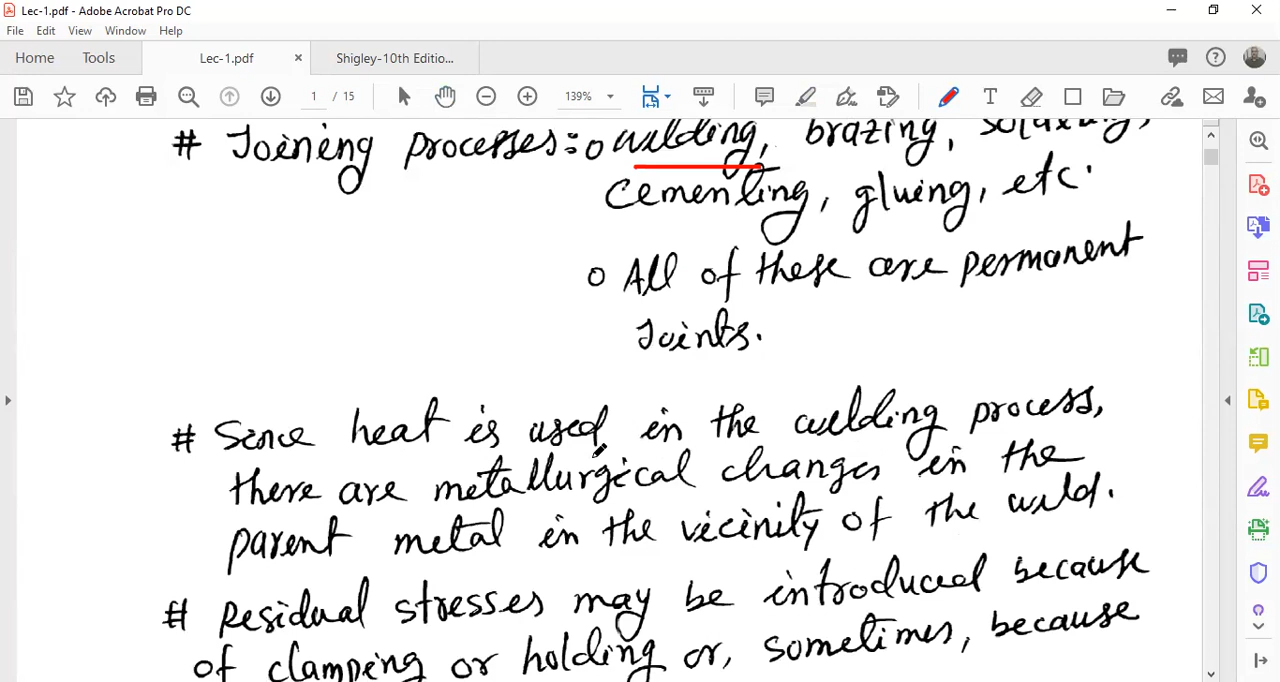 Lec-1.pdf - Adobe Acrobat Pro DC
File Edit View Window Help
Home Tools Lec-1.pdf × Shigley-10th Editio...
1 / 15 139%
# Joining processes:o welding, brazing, soldering,
cementing, gluing, etc.
o All of these are permanent
Joints.
# Since heat is used in the welding process,
there are metallurgical changes in the
parent metal in the vicinity of the weld.
# Residual stresses may be introduced because
of clamping or holding or, sometimes, because